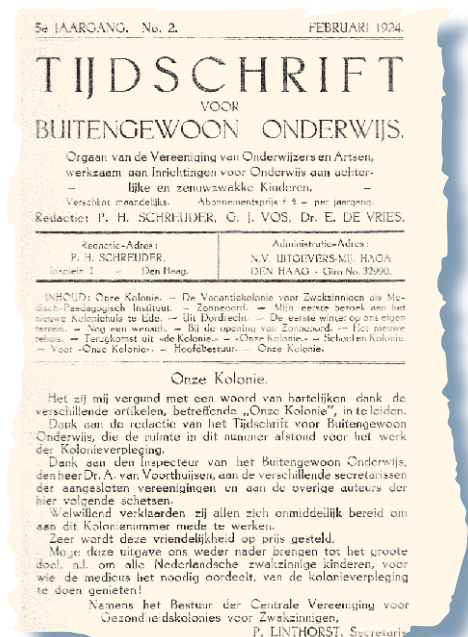 5e JAARGANG. No. 2. FEBRUARI 1924.
TIJDSCHRIFT
VOOR
BUITENGEWOON ONDERWIJS.
Orgaan van de Vereeniging van Onderwijzers en Artsen,
werkzaam aan Inrichtingen voor Onderwijs aan achter-
– lijke en zenuwzwakke Kinderen. –
Verschijnt maandelijks. Abonnementsprijs f 4.– per jaargang.
Redactie: P. H. SCHREUDER, G. J. VOS, Dr. E. DE VRIES.
Redactie-Adres:
P. H. SCHREUDER,
Den Haag.
Administratie-Adres:
N.V. UITGEVERS-MIJ. HAGA
DEN HAAG - Giro No. 32990.
INHOUD: Onze Kolonie. — De Vacantiekolonie voor Zwakzinnigen als Me-
disch-Paedagogisch Instituut. — Zonneoord. — Mijn eerste bezoek aan het
nieuwe Koloniehuis te Ede. — Uit Dordrecht. — De eerste winter op ons eigen
terrein. — Nog een wensch. — Bij de opening van Zonneoord. — Het nieuwe
tehuis. — Terugkomst uit «de Kolonie.» — «Onze Kolonie.» — School en Kolonie.
— Voor «Onze Kolonie». — Hoofdbestuur. — Onze Kolonie.
Onze Kolonie.
Het zij mij vergund met een woord van hartelijken dank de
verschillende artikelen, betreffende „Onze Kolonie”, in te leiden.
Dank aan de redactie van het Tijdschrift voor Buitengewoon
Onderwijs, die de ruimte in dit nummer afstond voor het werk
der Kolonieverpleging.
Dank aan den Inspecteur van het Buitengewoon Onderwijs,
den heer Dr. A. van Voorthuijsen, aan de verschillende secretarissen
der aangesloten vereenigingen en aan de overige auteurs der
hier volgende schetsen.
Welwillend verklaarden zij allen zich onmiddellijk bereid om
aan dit Kolonienummer mede te werken.
Zeer wordt deze vriendelijkheid op prijs gesteld.
Moge deze uitgave ons weder nader brengen tot het groote
doel, n.l. om alle Nederlandsche zwakzinnige kinderen, voor
wie de medicus het noodig oordeelt, van de kolonieverpleging
te doen genieten!
Namens het Bestuur der Centrale Vereeniging voor
Gezondheidskolonies voor Zwakzinnigen,
P. LINTHORST, Secretaris